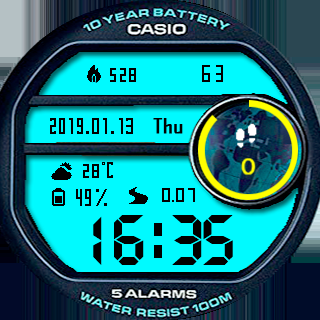 10 YEAR BATTERY
CASIO
528 63
2019.01.13 Thu
0
28°C
49% 0.07
16:35
5 ALARMS
WATER RESIST 100M